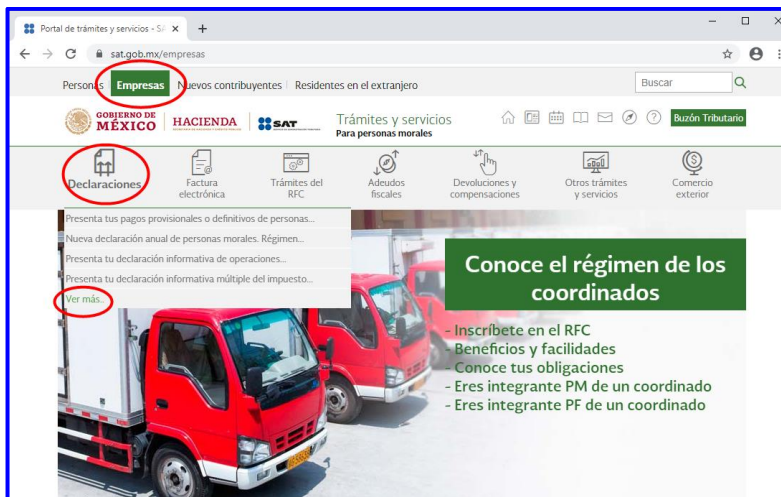 Portal de trámites y servicios - SA
sat.gob.mx/empresas
Personas Empresas Nuevos contribuyentes Residentes en el extranjero
Buscar
GOBIERNO DE MÉXICO
HACIENDA
SAT
Trámites y servicios
Para personas morales
Buzón Tributario
Declaraciones
Factura electrónica
Trámites del RFC
Adeudos fiscales
Devoluciones y compensaciones
Otros trámites y servicios
Comercio exterior
Presenta tus pagos provisionales o definitivos de personas...
Nueva declaración anual de personas morales. Régimen...
Presenta tu declaración informativa de operaciones...
Presenta tu declaración informativa múltiple del impuesto...
Ver más..
Conoce el régimen de los
coordinados
- Inscríbete en el RFC
- Beneficios y facilidades
- Conoce tus obligaciones
- Eres integrante PM de un coordinado
- Eres integrante PF de un coordinado